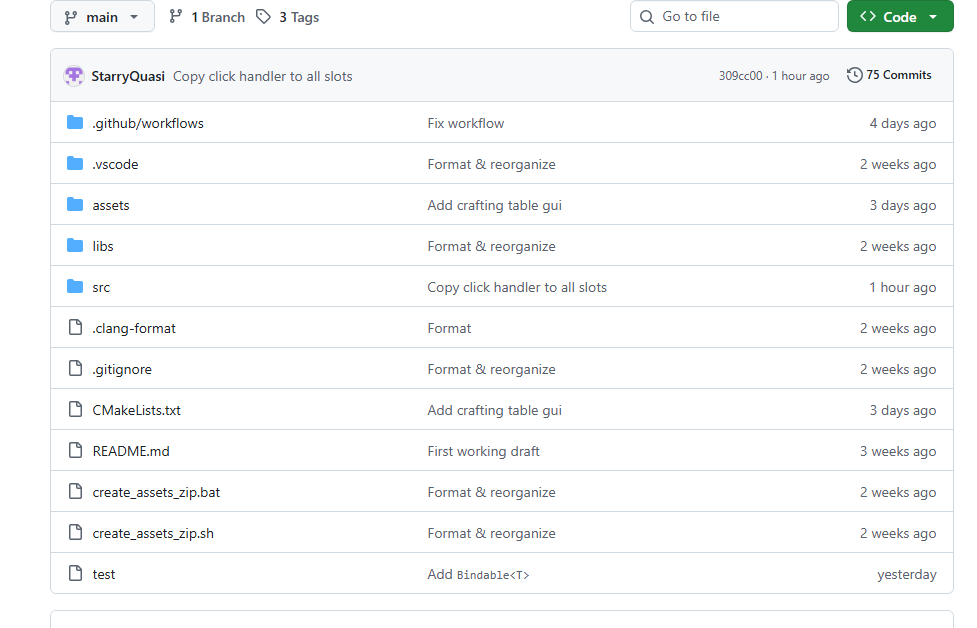 main 1 Branch 3 Tags Go to file Code
StarryQuasi Copy click handler to all slots 309cc00 · 1 hour ago 75 Commits
.github/workflows Fix workflow 4 days ago
.vscode Format & reorganize 2 weeks ago
assets Add crafting table gui 3 days ago
libs Format & reorganize 2 weeks ago
src Copy click handler to all slots 1 hour ago
.clang-format Format 2 weeks ago
.gitignore Format & reorganize 2 weeks ago
CMakeLists.txt Add crafting table gui 3 days ago
README.md First working draft 3 weeks ago
create_assets_zip.bat Format & reorganize 2 weeks ago
create_assets_zip.sh Format & reorganize 2 weeks ago
test Add Bindable<T> yesterday